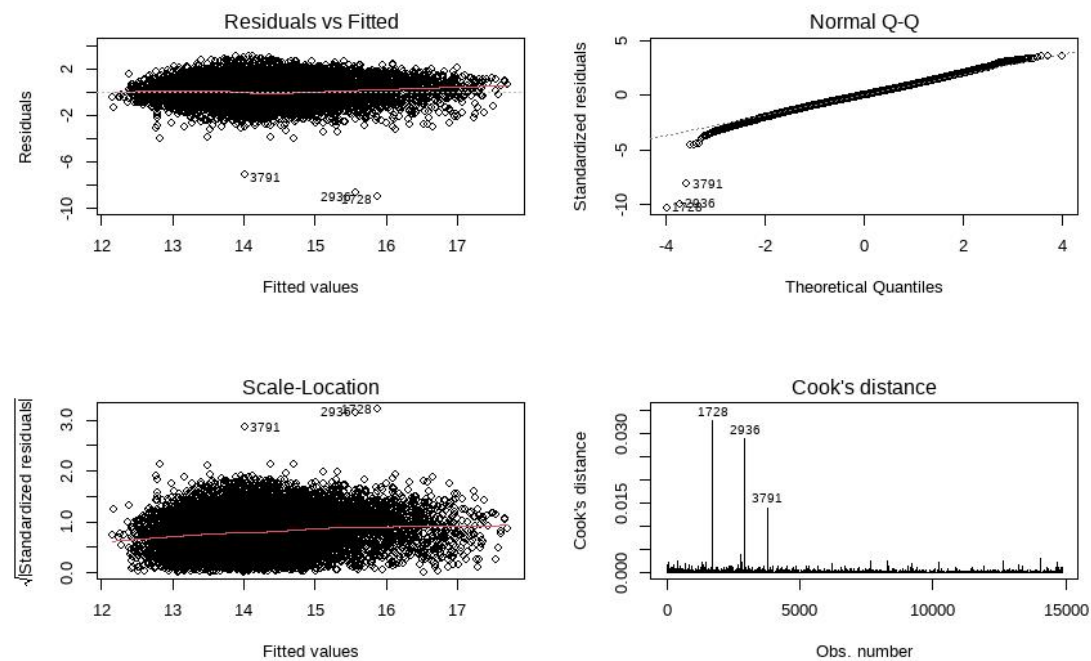 Residuals vs Fitted
Residuals
2
-2
-6
-10
3791
2936
1728
12 13 14 15 16 17
Fitted values
Normal Q-Q
Standardized residuals
5
0
-5
-10
3791
2936
1728
-4 -2 0 2 4
Theoretical Quantiles
Scale-Location
√|Standardized residuals|
3.0
2.0
1.0
0.0
2936
1728
3791
12 13 14 15 16 17
Fitted values
Cook's distance
Cook's distance
0.030
0.015
0.000
1728
2936
3791
0 5000 10000 15000
Obs. number